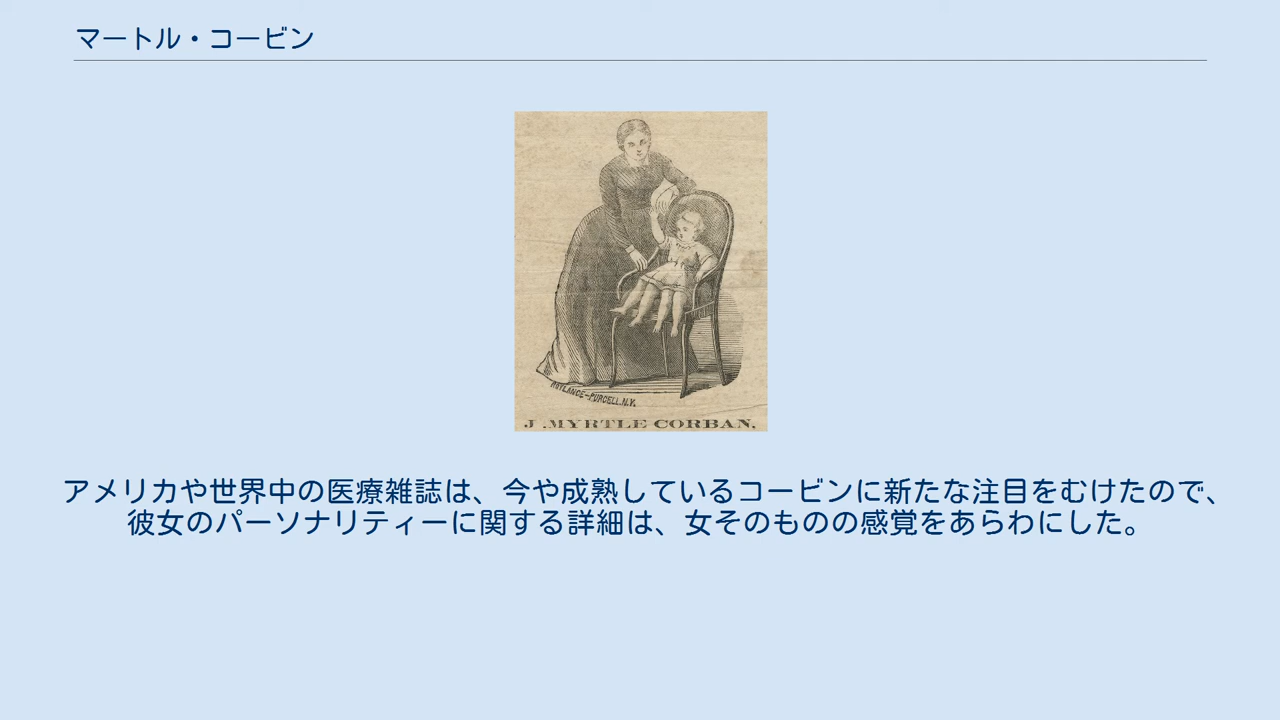 マートル・コービン
ROYLANCE-PURCELL.N.Y.
J.MYRTLE CORBAN.
アメリカや世界中の医療雑誌は、今や成熟しているコービンに新たな注目をむけたので、
彼女のパーソナリティーに関する詳細は、女そのものの感覚をあらわにした。